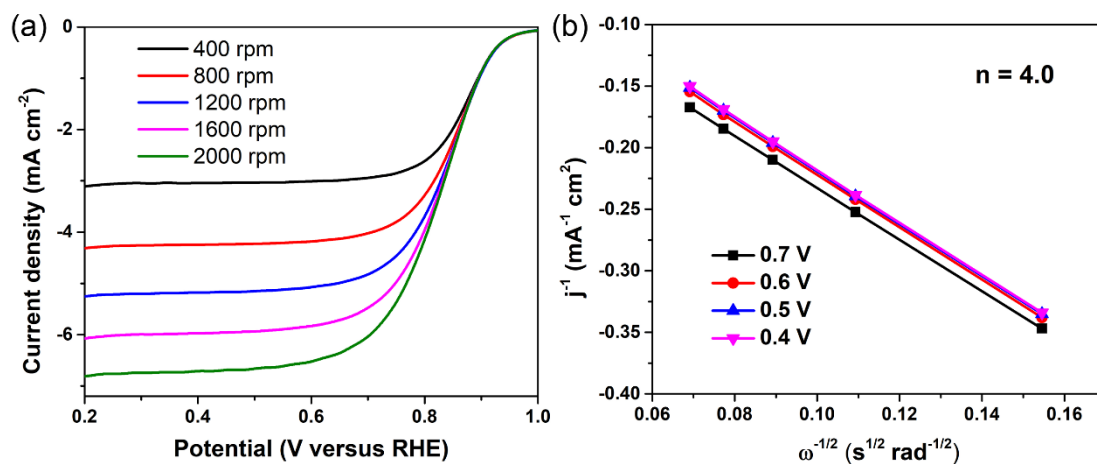 (a)
0
-2
-4
-6
Current density (mA cm⁻²)
400 rpm
800 rpm
1200 rpm
1600 rpm
2000 rpm
0.2
0.4
0.6
0.8
1.0
Potential (V versus RHE)
(b)
-0.10
-0.15
-0.20
-0.25
-0.30
-0.35
-0.40
j⁻¹ (mA⁻¹ cm²)
n = 4.0
0.7 V
0.6 V
0.5 V
0.4 V
0.06
0.08
0.10
0.12
0.14
0.16
ω⁻¹/² (s¹/² rad⁻¹/²)